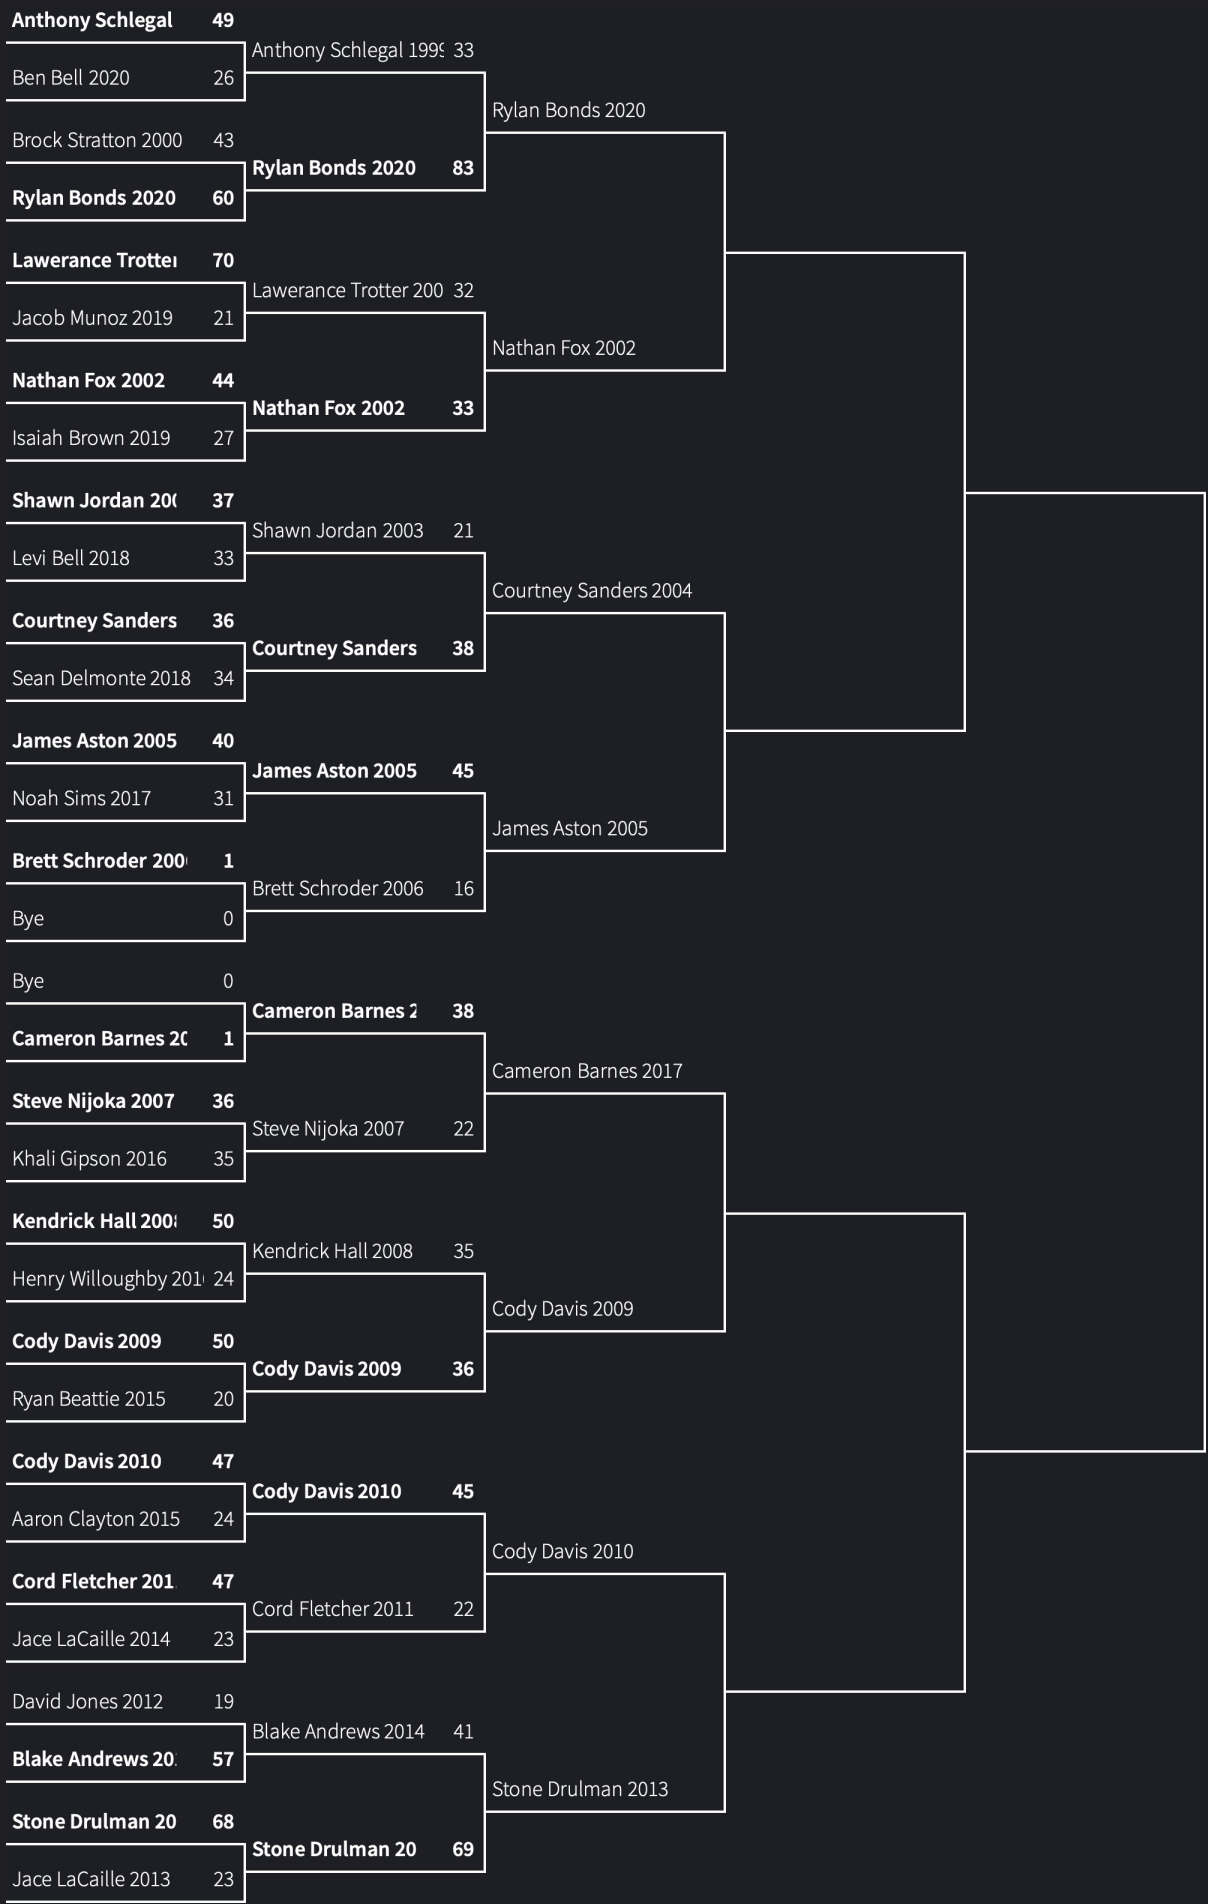 Anthony Schlegal 49
Ben Bell 2020 26
Brock Stratton 2000 43
Rylan Bonds 2020 60
Lawerance Trotter 70
Jacob Munoz 2019 21
Nathan Fox 2002 44
Isaiah Brown 2019 27
Shawn Jordan 200 37
Levi Bell 2018 33
Courtney Sanders 36
Sean Delmonte 2018 34
James Aston 2005 40
Noah Sims 2017 31
Brett Schroder 200 1
Bye 0
Bye 0
Cameron Barnes 20 1
Steve Nijoka 2007 36
Khali Gipson 2016 35
Kendrick Hall 2008 50
Henry Willoughby 201 24
Cody Davis 2009 50
Ryan Beattie 2015 20
Cody Davis 2010 47
Aaron Clayton 2015 24
Cord Fletcher 201 47
Jace LaCaille 2014 23
David Jones 2012 19
Blake Andrews 20 57
Stone Drulman 20 68
Jace LaCaille 2013 23
Anthony Schlegal 1999 33
Rylan Bonds 2020 83
Lawerance Trotter 200 32
Nathan Fox 2002 33
Shawn Jordan 2003 21
Courtney Sanders 38
James Aston 2005 45
Brett Schroder 2006 16
Cameron Barnes 2 38
Steve Nijoka 2007 22
Kendrick Hall 2008 35
Cody Davis 2009 36
Cody Davis 2010 45
Cord Fletcher 2011 22
Blake Andrews 2014 41
Stone Drulman 20 69
Rylan Bonds 2020
Nathan Fox 2002
Courtney Sanders 2004
James Aston 2005
Cameron Barnes 2017
Cody Davis 2009
Cody Davis 2010
Stone Drulman 2013